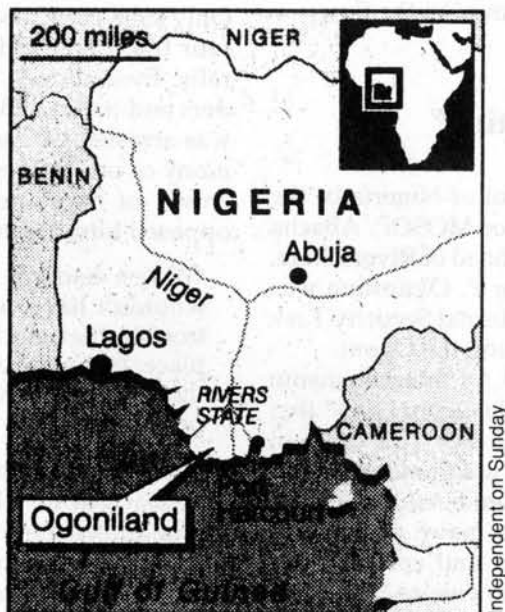 200 miles
NIGER
BENIN
NIGERIA
Abuja
Niger
Lagos
RIVERS
STATE
CAMEROON
Ogoniland
Port
Harcourt
Gulf of Guinea
Independent on Sunday